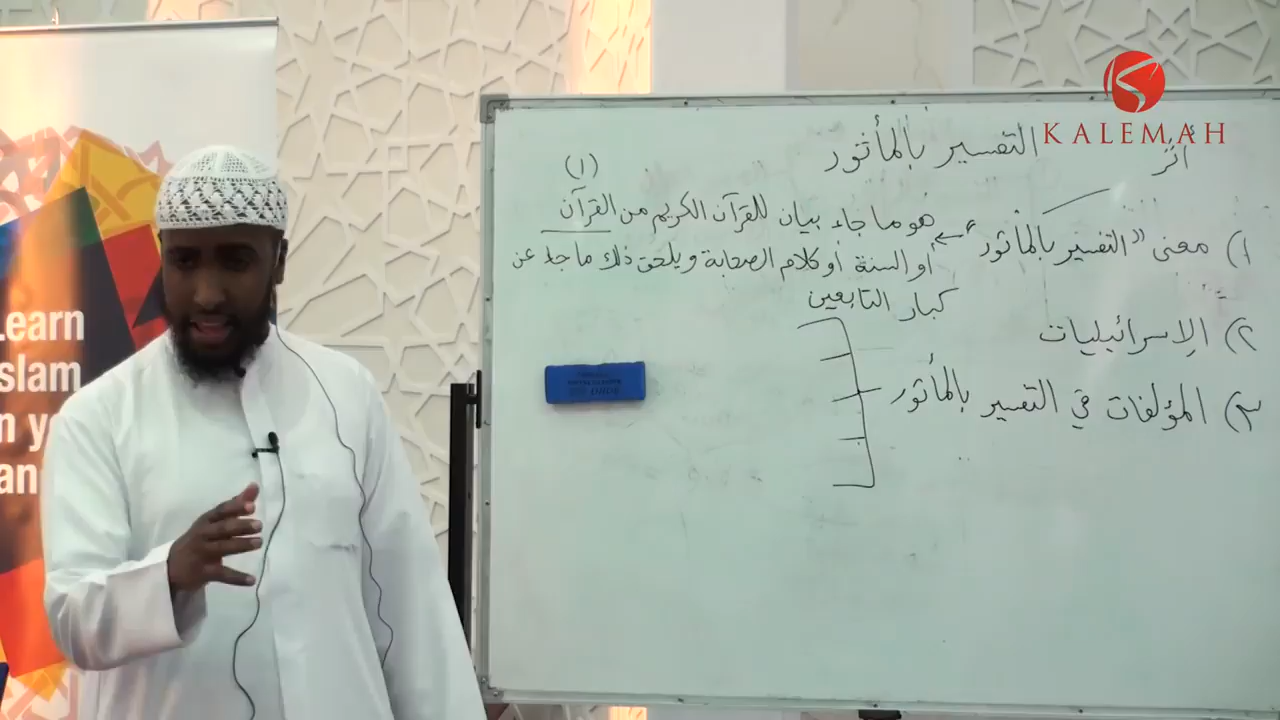 KALEMAH
أثر
التفسير بالمأثور
(١)
١) معنى "التفسير بالمأثور" هو ما جاء بيان للقرآن الكريم من القرآن
أو السنة أو كلام الصحابة ويلحق ذلك ما جاء عن
كبار التابعين
٢) الإسرائيليات
٣) المؤلفات في التفسير بالمأثور
Learn
Islam